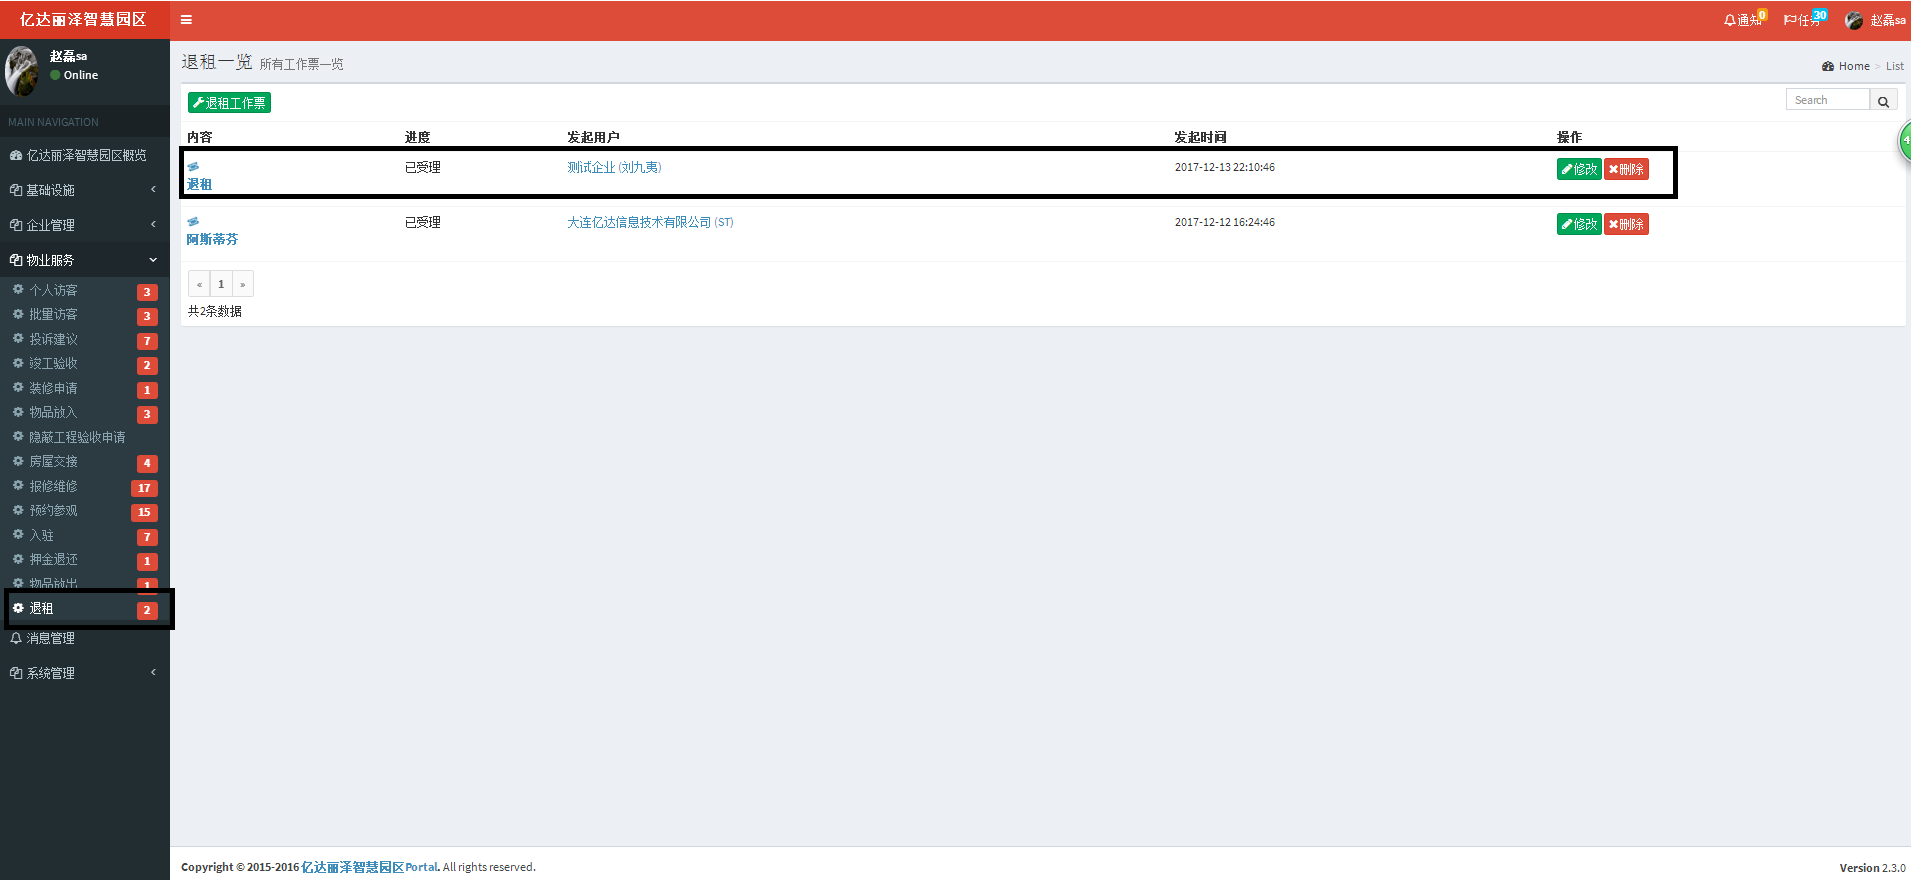 亿达丽泽智慧园区
通知 0
任务 30
赵磊sa
赵磊sa
Online
MAIN NAVIGATION
亿达丽泽智慧园区概览
基础设施
企业管理
物业服务
个人访客 3
批量访客 3
投诉建议 7
竣工验收 2
装修申请 1
物品放入 3
隐蔽工程验收申请
房屋交接 4
报修维修 17
预约参观 15
入驻 7
押金退还 1
物品放出 1
退租 2
消息管理
系统管理
退租一览 所有工作票一览
Home > List
退租工作票
Search
内容 进度 发起用户 发起时间 操作
退租 已受理 测试企业 (刘九夷) 2017-12-13 22:10:46 修改 删除
阿斯蒂芬 已受理 大连亿达信息技术有限公司 (ST) 2017-12-12 16:24:46 修改 删除
« 1 »
共2条数据
4
Copyright © 2015-2016 亿达丽泽智慧园区Portal. All rights reserved.
Version 2.3.0